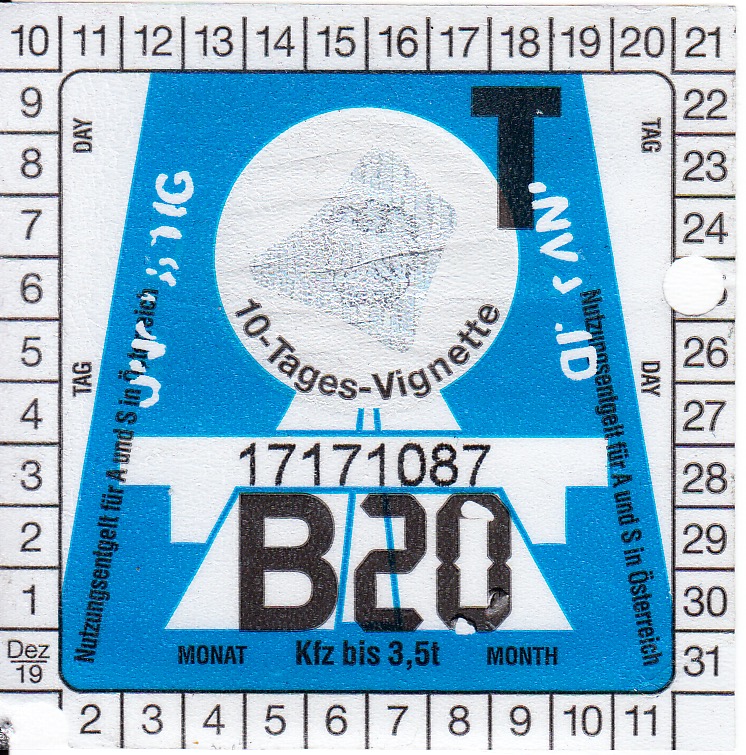 10 11 12 13 14 15 16 17 18 19 20 21
9 22
8 23
7 24
6
5 26
4 27
3 28
2 29
1 30
Dez
19
31
2 3 4 5 6 7 8 9 10 11
DAY
TAG
TAG
DAY
T
10-Tages-Vignette
Nutzungsentgelt für A und S in Österreich
Nutzungsentgelt für A und S in Österreich
17171087
B20
MONAT Kfz bis 3,5t MONTH